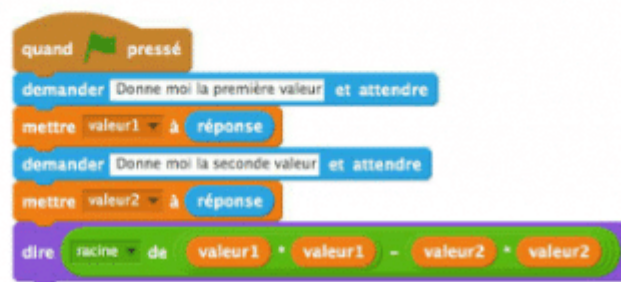 quand pressé
demander Donne moi la première valeur et attendre
mettre valeur1 à réponse
demander Donne moi la seconde valeur et attendre
mettre valeur2 à réponse
dire racine de valeur1 * valeur1 - valeur2 * valeur2